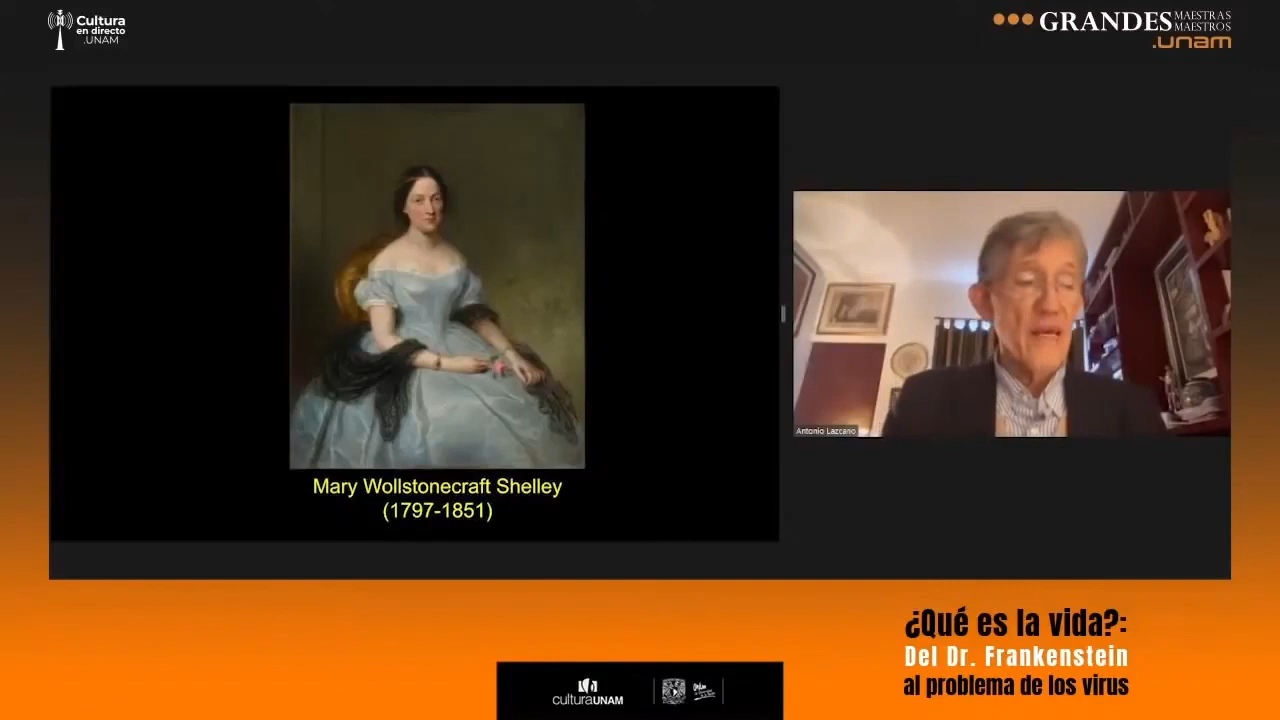 Cultura
en directo
.UNAM
GRANDES MAESTRAS
MAESTROS
.unam
Mary Wollstonecraft Shelley
(1797-1851)
Antonio Lazcano
¿Qué es la vida?:
Del Dr. Frankenstein
al problema de los virus
culturaUNAM